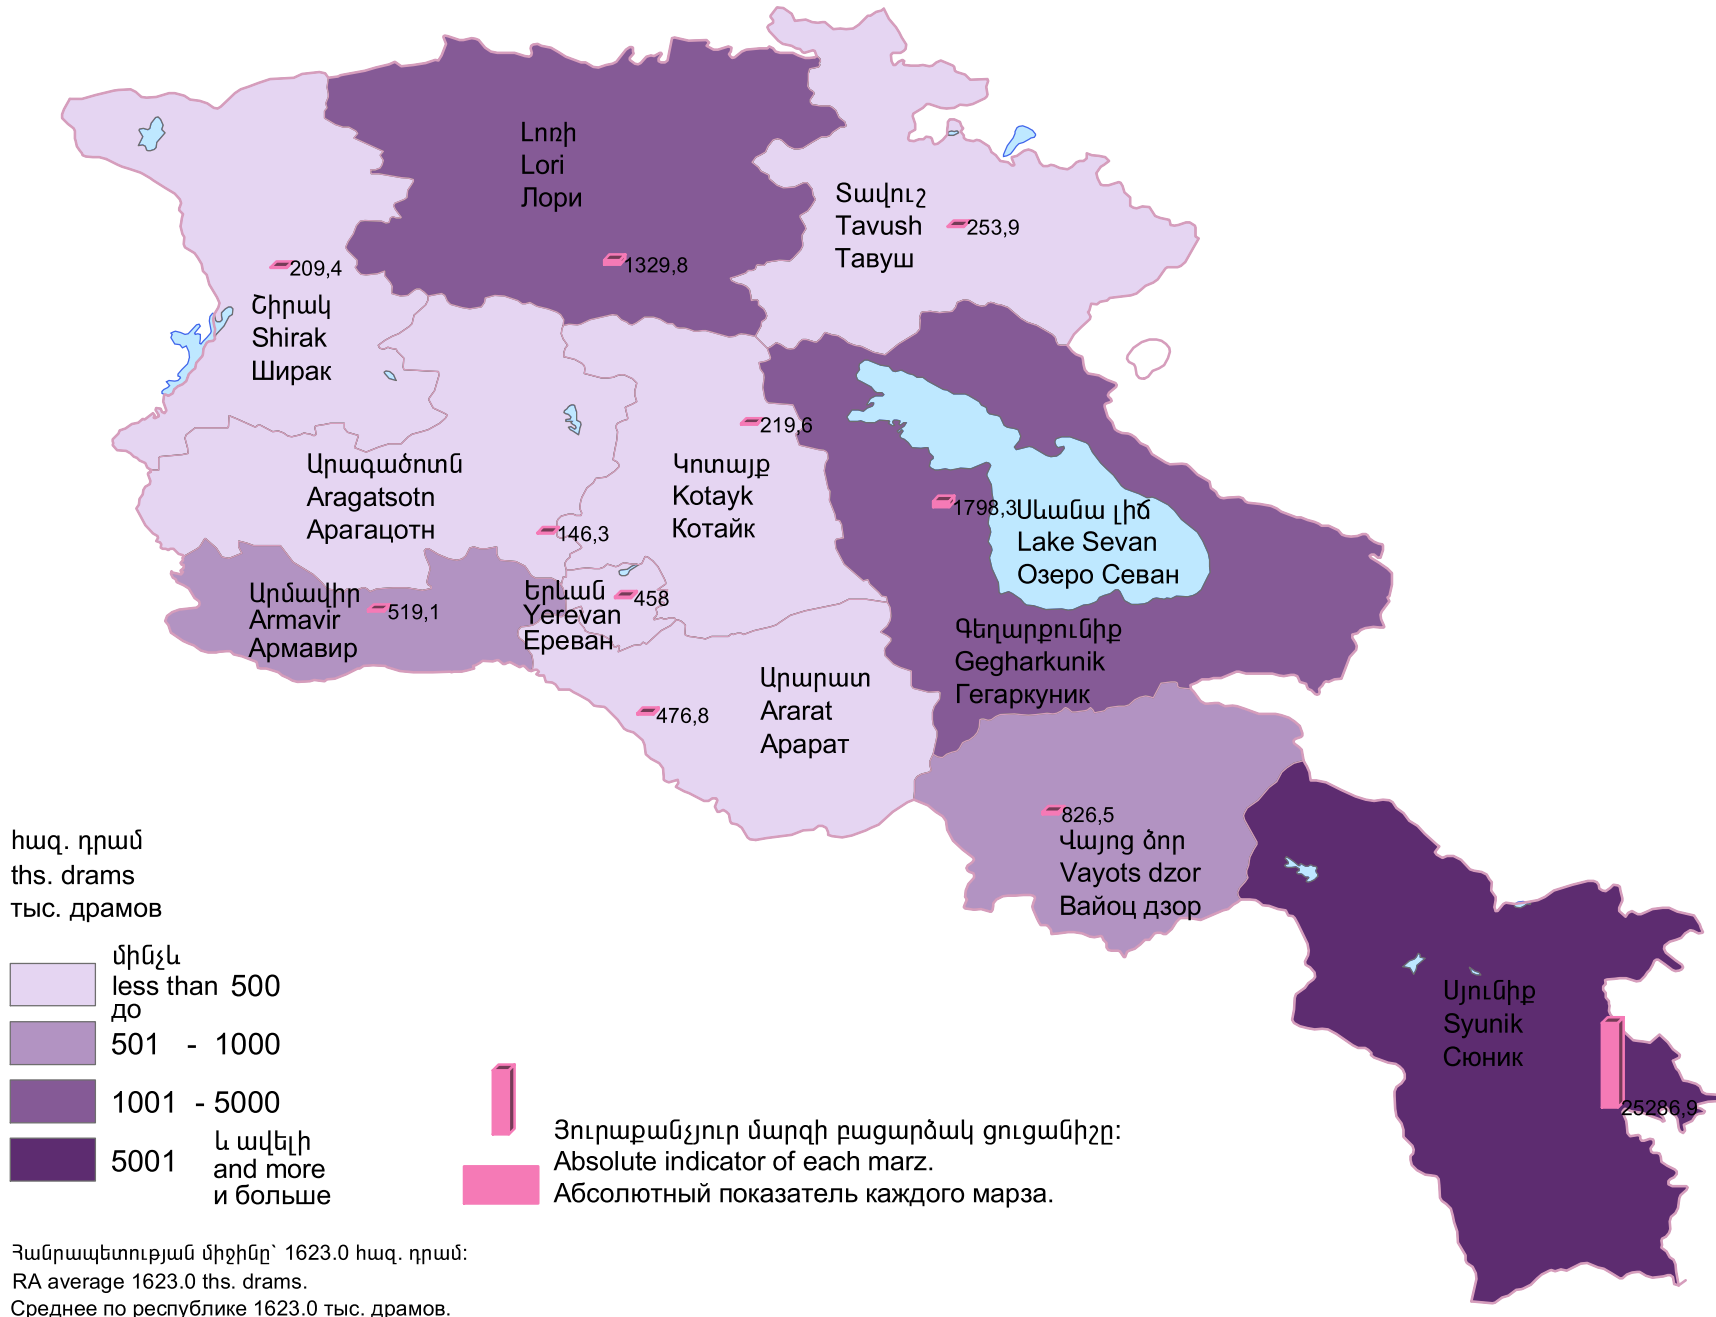 Լոռի
Lori
Лори
1329,8
Տավուշ
Tavush
Тавуш
253,9
209,4
Շիրակ
Shirak
Ширак
219,6
Արագածոտն
Aragatsotn
Арагацотн
146,3
Կոտայք
Kotayk
Котайк
1798,3
Սևանա լիճ
Lake Sevan
Озеро Севан
Արմավիր
Armavir
Армавир
519,1
Երևան
Yerevan
Ереван
458
Գեղարքունիք
Gegharkunik
Гегаркуник
Արարատ
Ararat
Арарат
476,8
826,5
Վայոց ձոր
Vayots dzor
Вайоц дзор
Սյունիք
Syunik
Сюник
25286,9
հազ. դրամ
ths. drams
тыс. драмов
մինչև
less than 500
до
501 - 1000
1001 - 5000
5001
և ավելի
and more
и больше
Յուրաքանչյուր մարզի բացարձակ ցուցանիշը:
Absolute indicator of each marz.
Абсолютный показатель каждого марза.
Հանրապետության միջինը՝ 1623.0 հազ. դրամ:
RA average 1623.0 ths. drams.
Среднее по республике 1623.0 тыс. драмов.